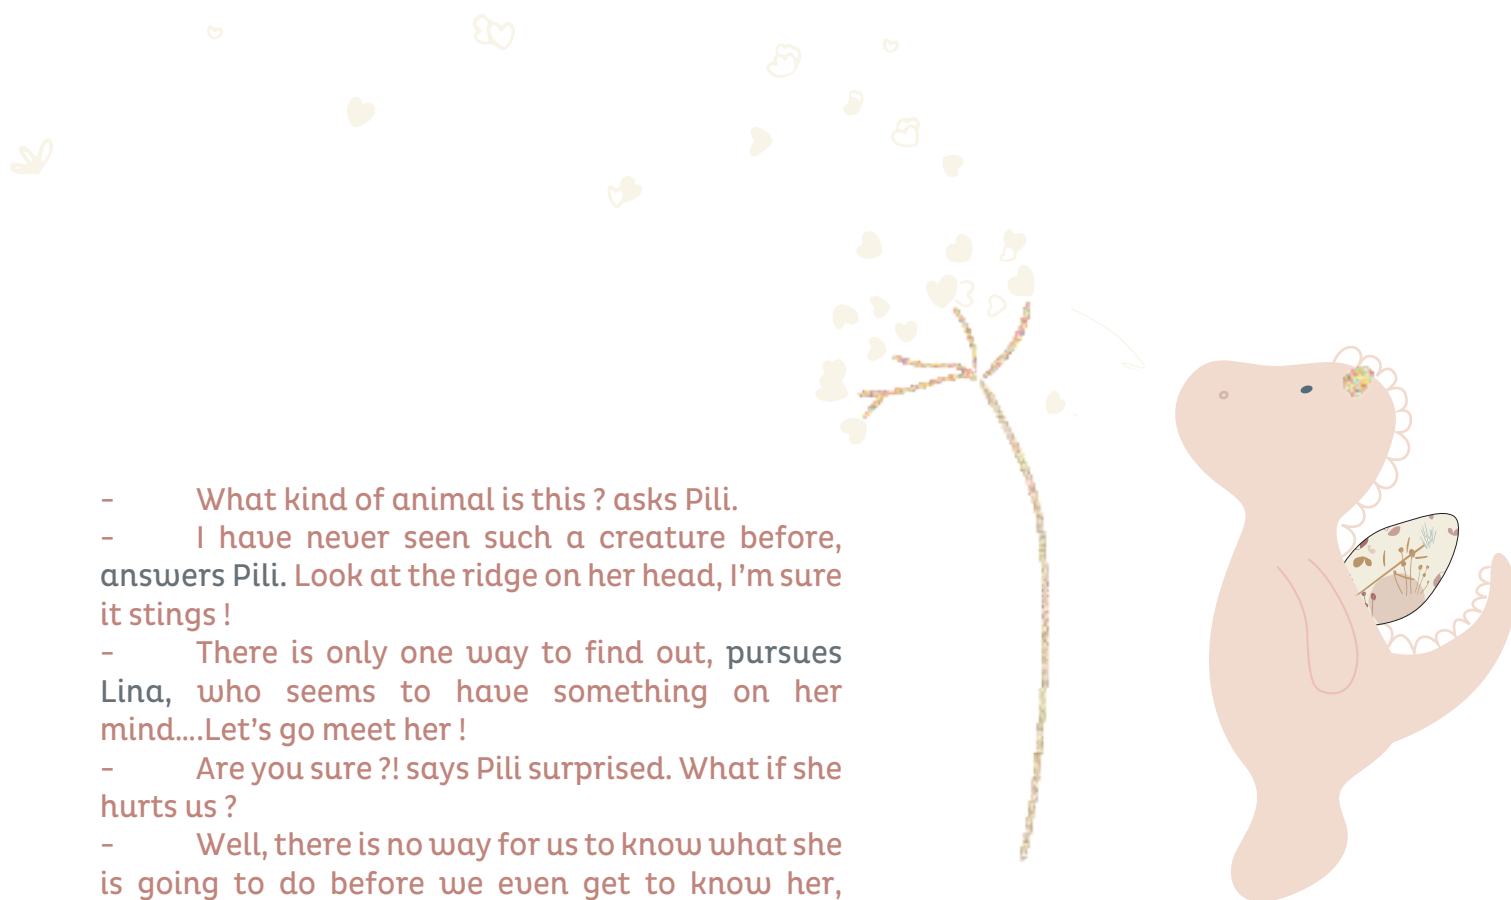 - What kind of animal is this ? asks Pili.
- I have never seen such a creature before,
answers Pili. Look at the ridge on her head, I'm sure
it stings !
- There is only one way to find out, pursues
Lina, who seems to have something on her
mind....Let's go meet her !
- Are you sure ?! says Pili surprised. What if she
hurts us ?
- Well, there is no way for us to know what she
is going to do before we even get to know her,